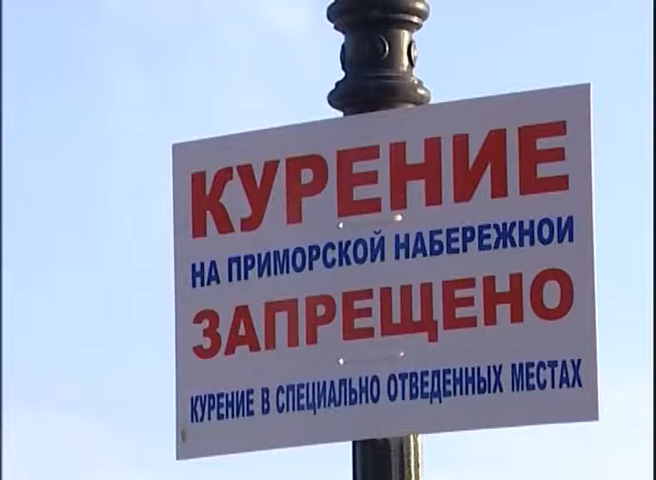 КУРЕНИЕ
НА ПРИМОРСКОЙ НАБЕРЕЖНОЙ
ЗАПРЕЩЕНО
КУРЕНИЕ В СПЕЦИАЛЬНО ОТВЕДЕННЫХ МЕСТАХ